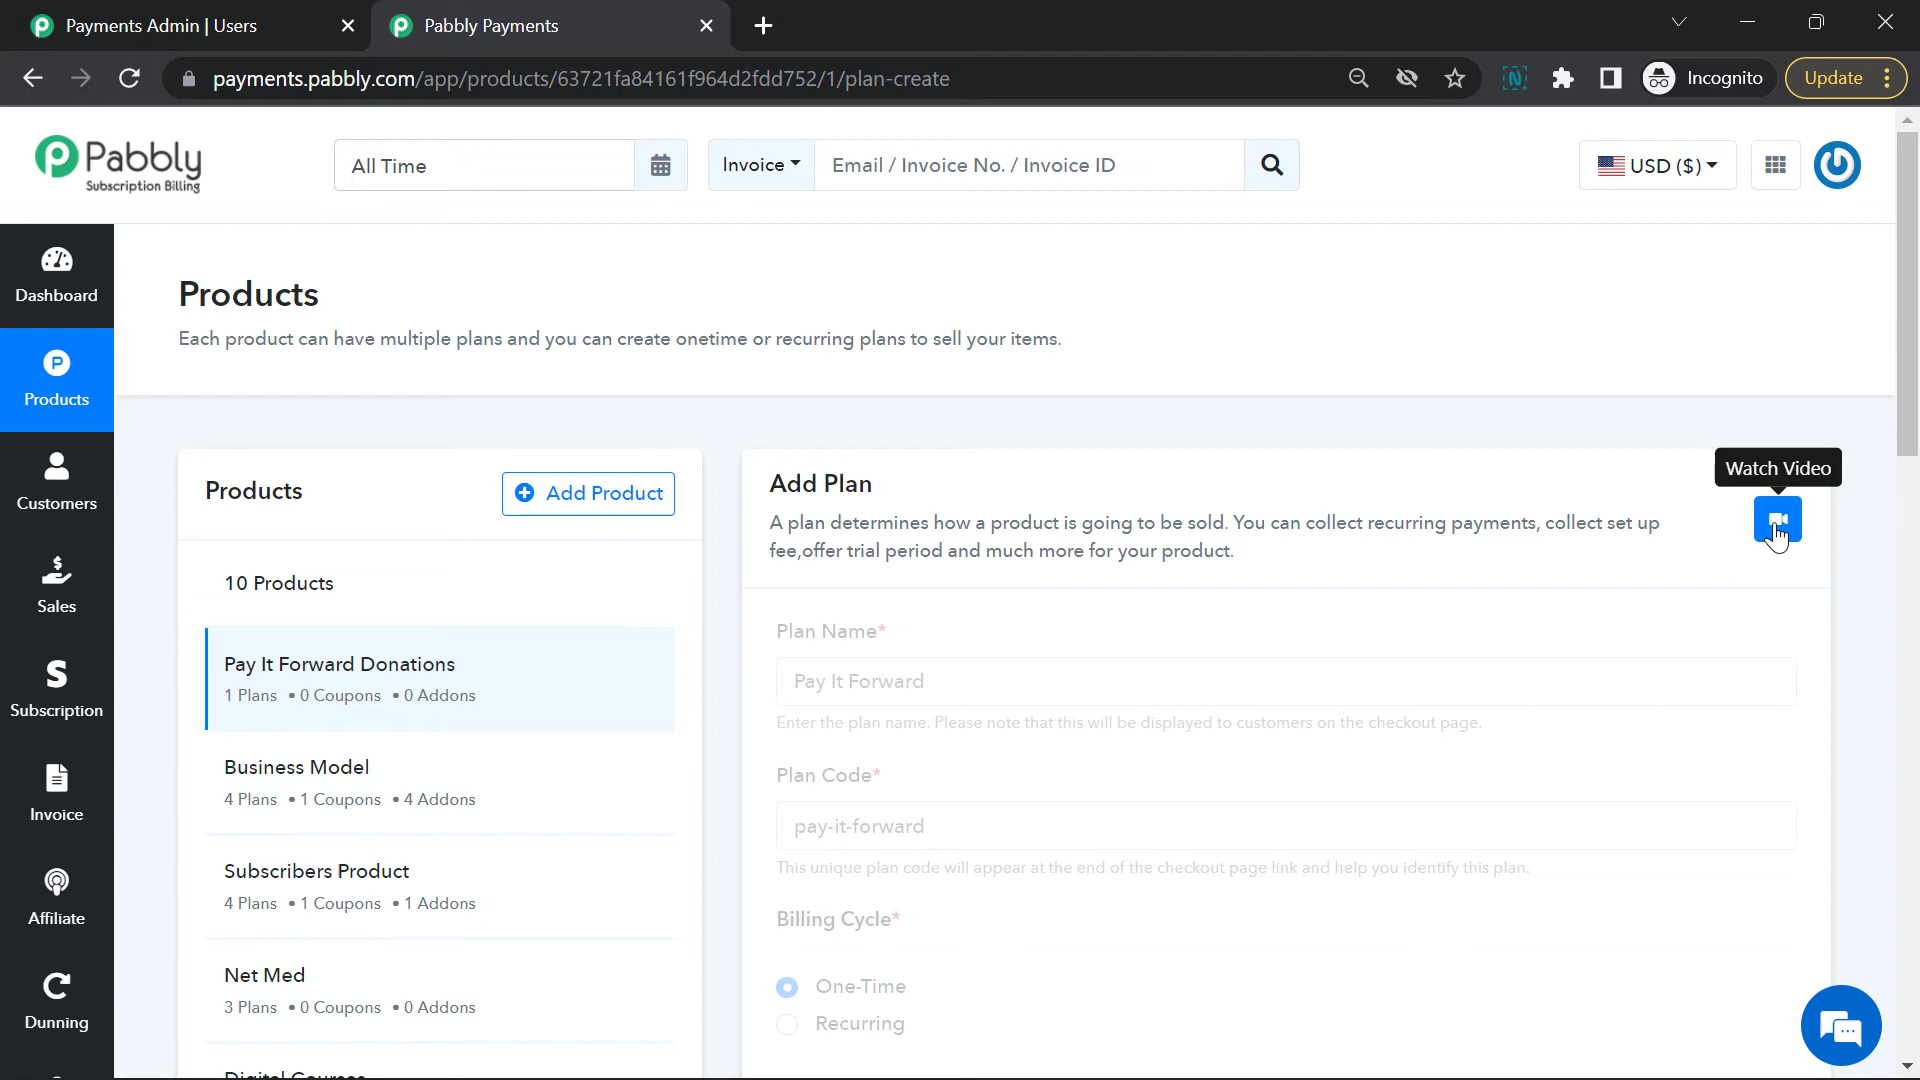 Payments Admin | Users
Pabbly Payments
payments.pabbly.com/app/products/63721fa84161f964d2fdd752/1/plan-create
Incognito
Update
Pabbly
Subscription Billing
All Time
Invoice
Email / Invoice No. / Invoice ID
USD ($)
Dashboard
Products
Customers
Sales
Subscription
Invoice
Affiliate
Dunning
Products
Each product can have multiple plans and you can create onetime or recurring plans to sell your items.
Products
Add Product
10 Products
Pay It Forward Donations
1 Plans • 0 Coupons • 0 Addons
Business Model
4 Plans • 1 Coupons • 4 Addons
Subscribers Product
4 Plans • 1 Coupons • 1 Addons
Net Med
3 Plans • 0 Coupons • 0 Addons
Digital Courses
Add Plan
Watch Video
A plan determines how a product is going to be sold. You can collect recurring payments, collect set up
fee,offer trial period and much more for your product.
Plan Name*
Pay It Forward
Enter the plan name. Please note that this will be displayed to customers on the checkout page.
Plan Code*
pay-it-forward
This unique plan code will appear at the end of the checkout page link and help you identify this plan.
Billing Cycle*
One-Time
Recurring